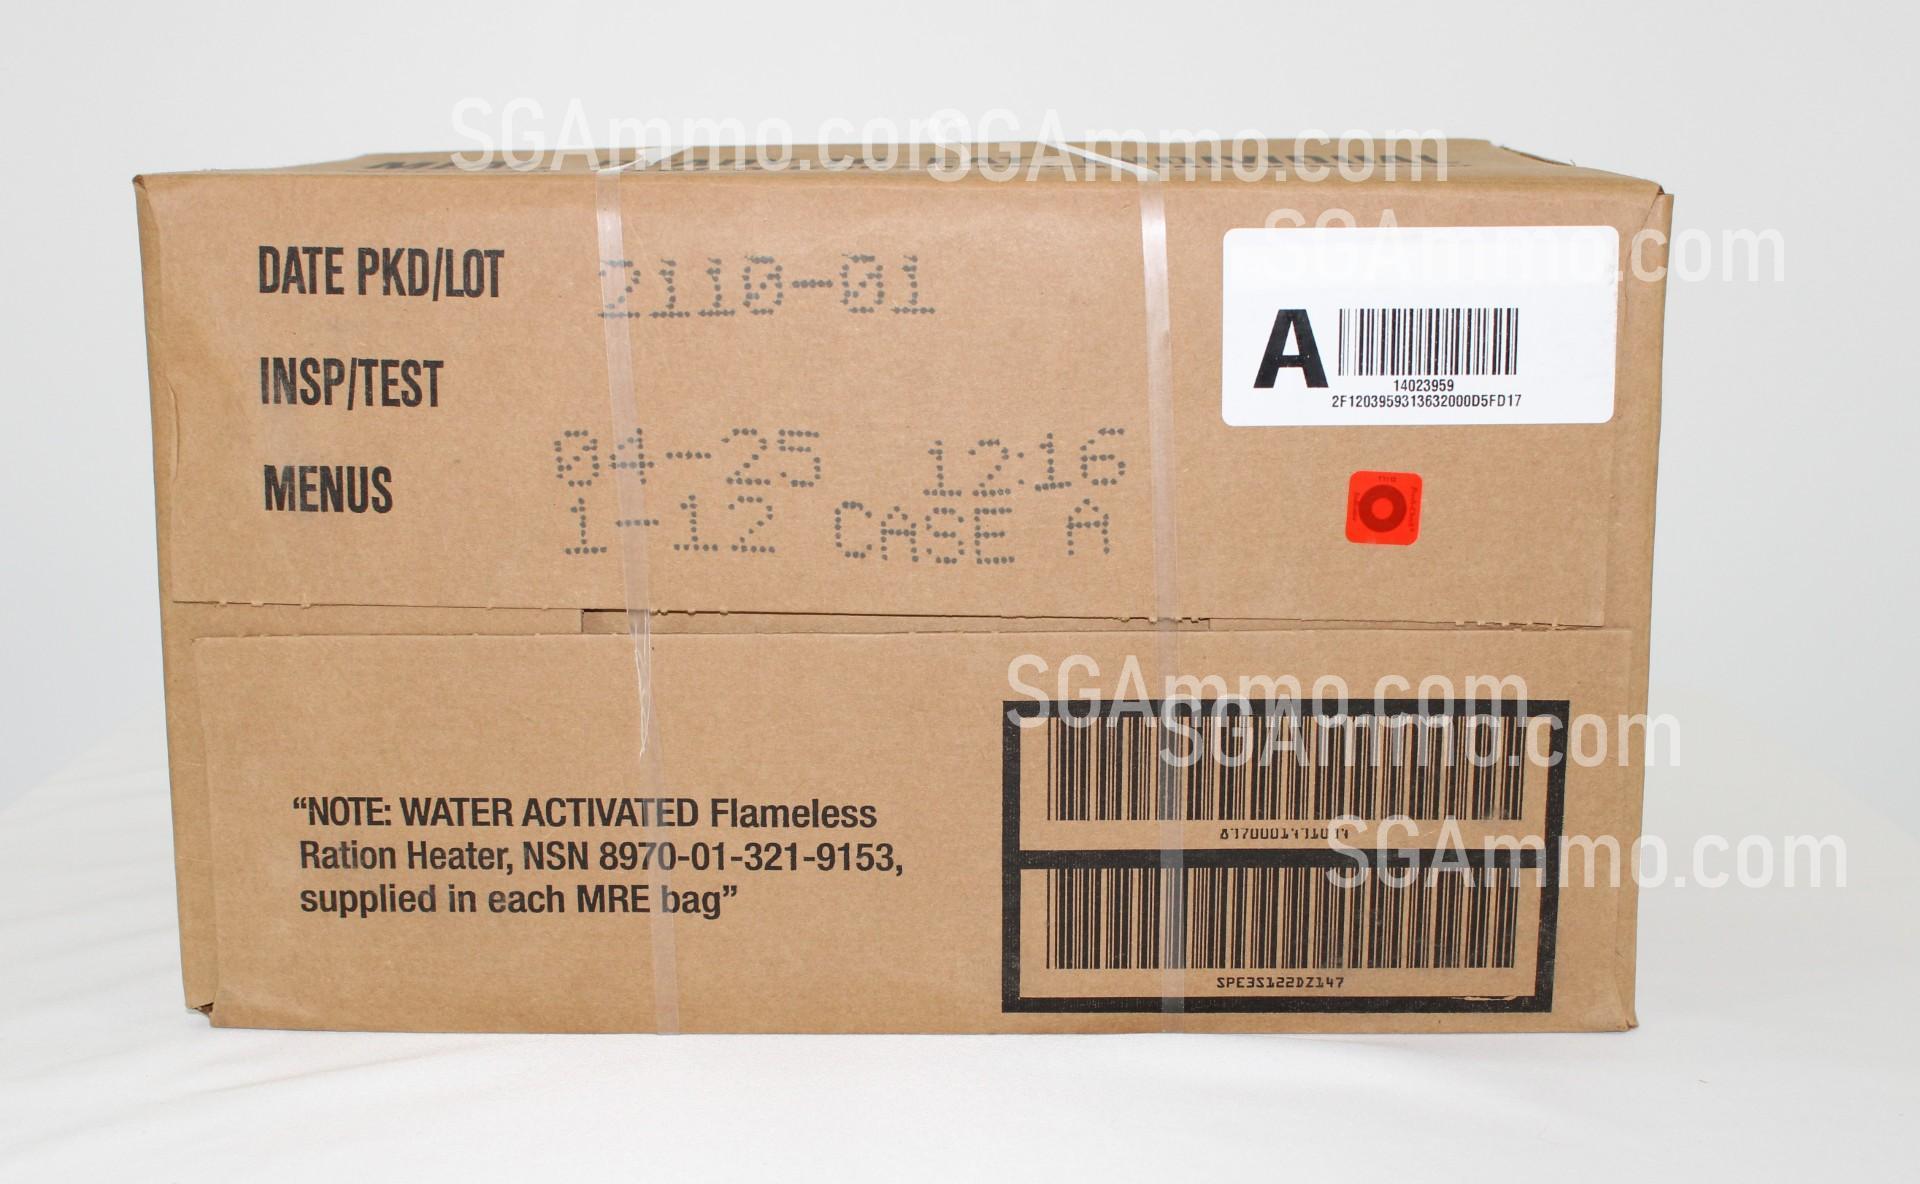 SGAmmo.com
SGAmmo.com
SGAmmo.com
DATE PKD/LOT 2110-01
INSP/TEST 04-25 12:16
MENUS 1-12 CASE A
A
14023959
2F1203959313632000D5FD17
"NOTE: WATER ACTIVATED Flameless
Ration Heater, NSN 8970-01-321-9153,
supplied in each MRE bag"
SGAmmo.com
SGAmmo.com
SGAmmo.com
SPE3S122DZ147